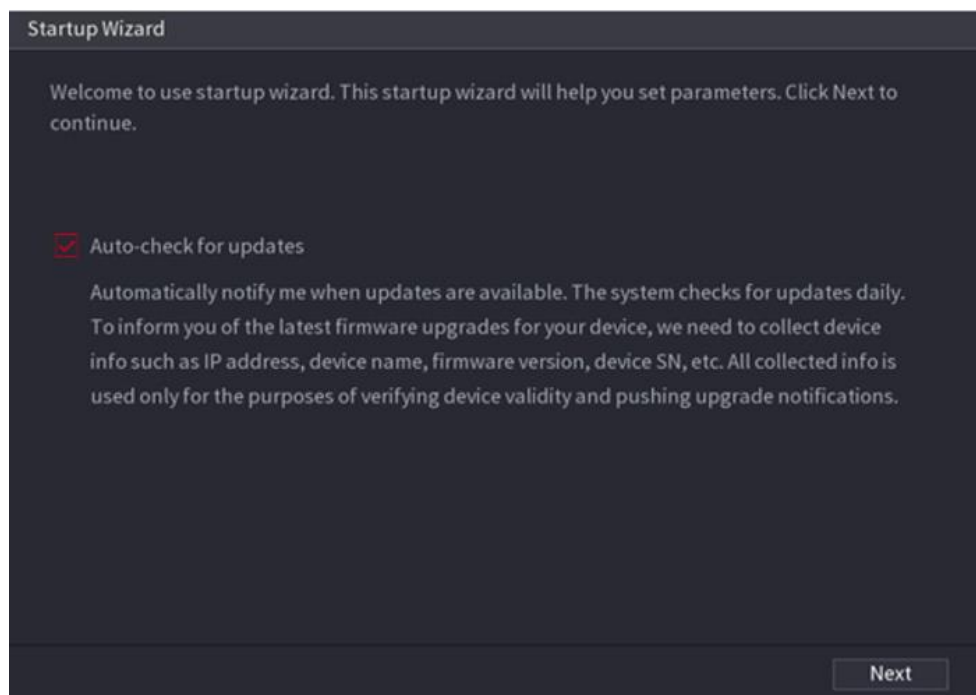 Startup Wizard
Welcome to use startup wizard. This startup wizard will help you set parameters. Click Next to
continue.
Auto-check for updates
Automatically notify me when updates are available. The system checks for updates daily.
To inform you of the latest firmware upgrades for your device, we need to collect device
info such as IP address, device name, firmware version, device SN, etc. All collected info is
used only for the purposes of verifying device validity and pushing upgrade notifications.
Next